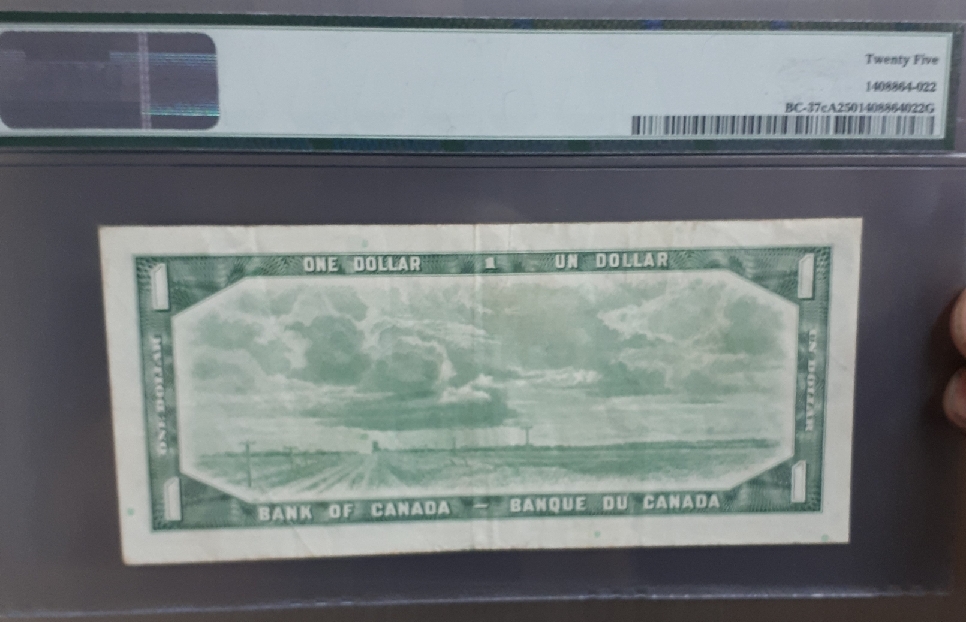 Twenty Five
1408864-022
BC-37cA2501408864022G
ONE DOLLAR 1 UN DOLLAR
1 1
ONE DOLLAR
UN DOLLAR
1 1
BANK OF CANADA – BANQUE DU CANADA